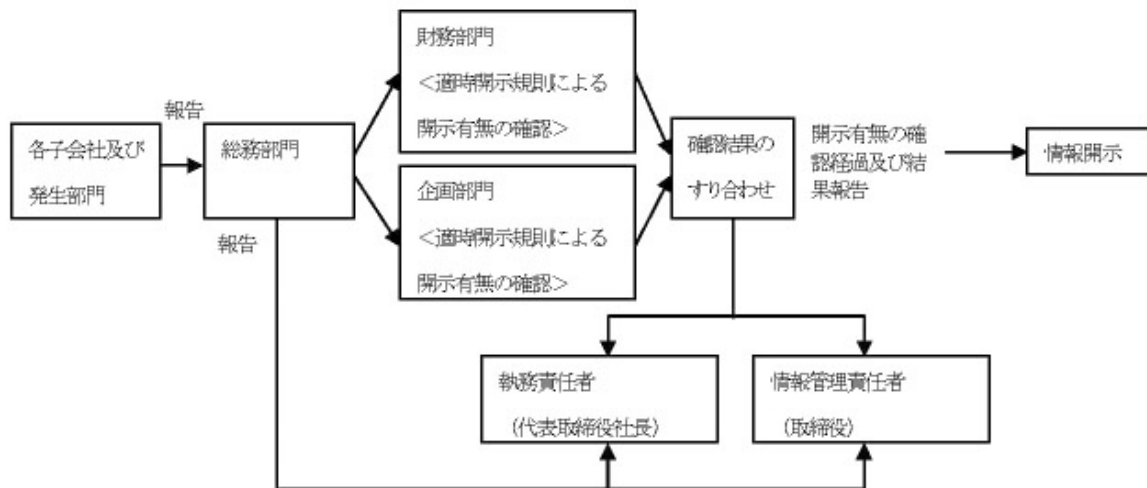 財務部門
＜適時開示規則による
開示有無の確認＞
報告
各子会社及び
発生部門
総務部門
確認結果の
すり合わせ
開示有無の確
認経過及び結
果報告
情報開示
企画部門
＜適時開示規則による
開示有無の確認＞
報告
執務責任者
（代表取締役社長）
情報管理責任者
（取締役）